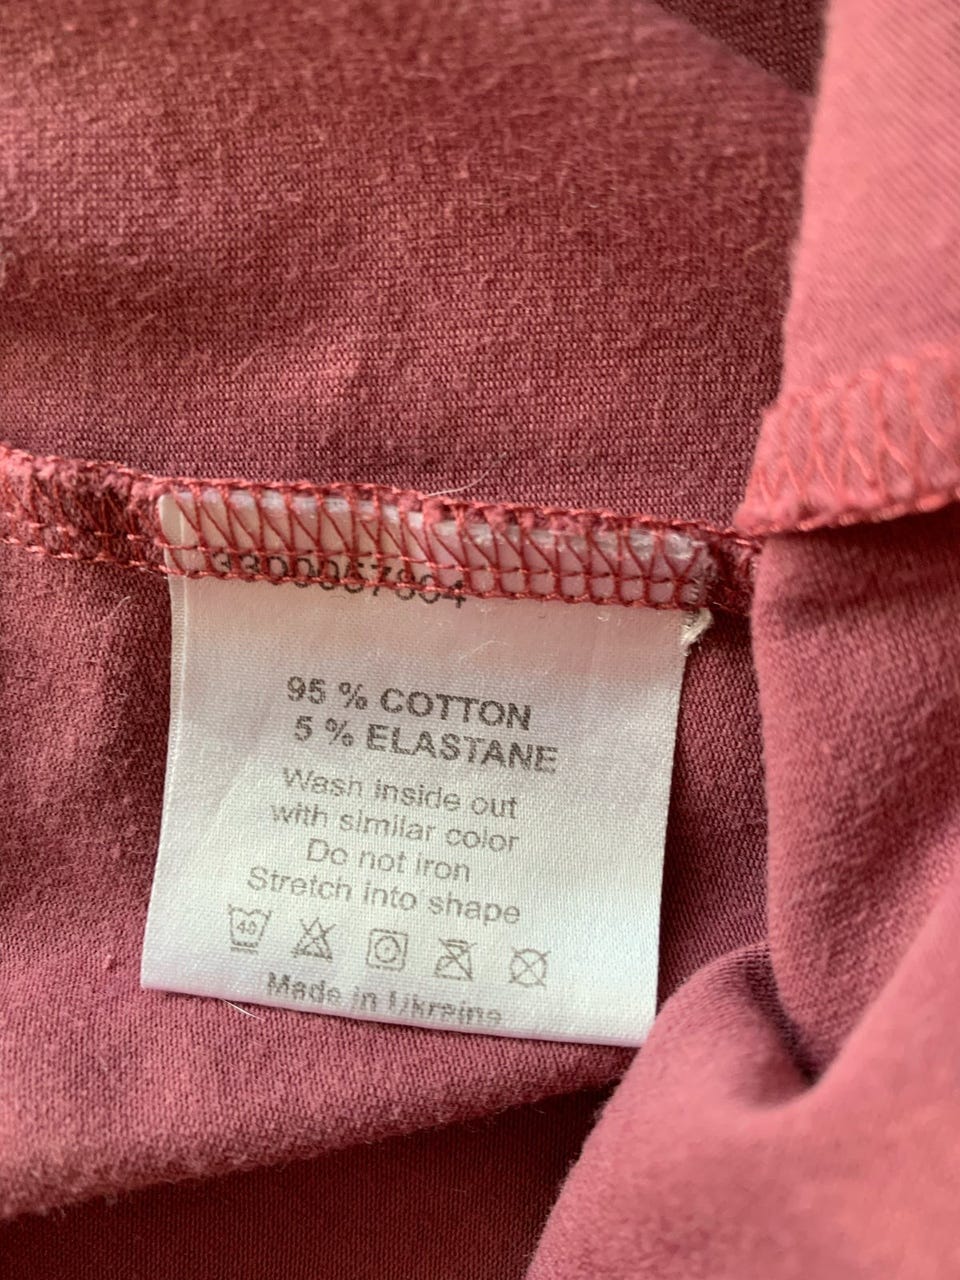 95 % COTTON
5 % ELASTANE
Wash inside out
with similar color
Do not iron
Stretch into shape
40
Made in Ukraine